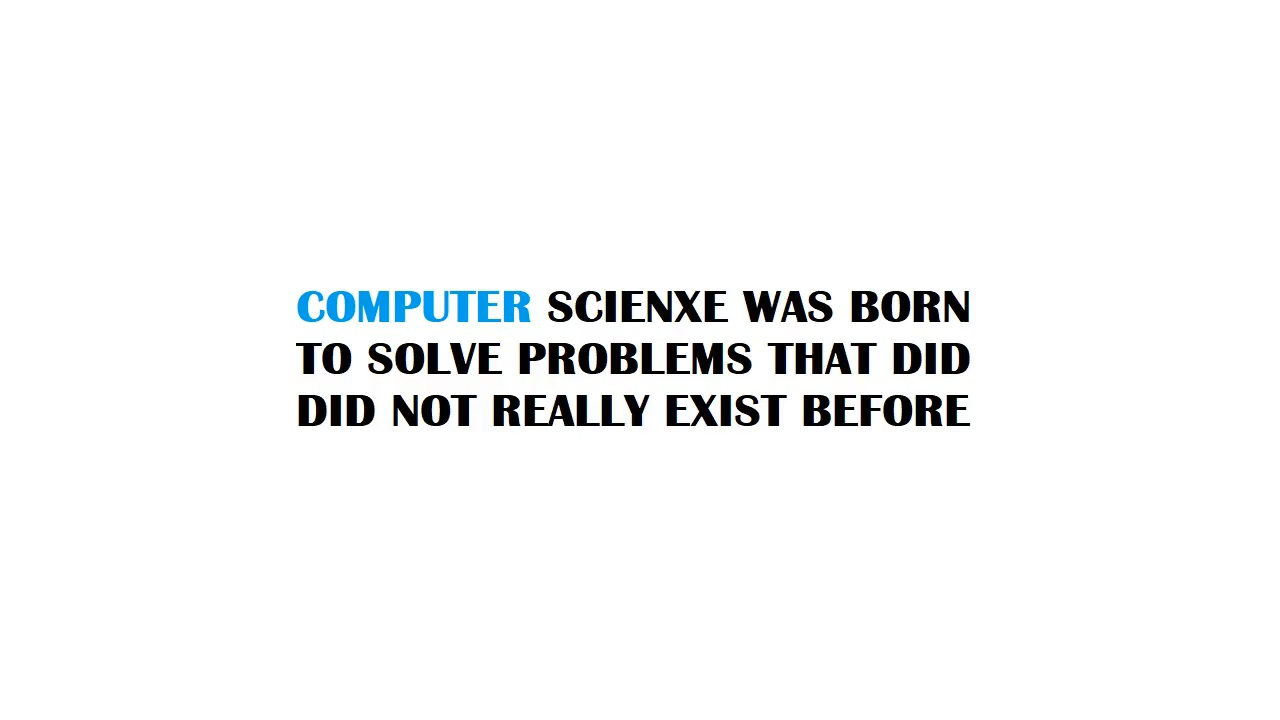 COMPUTER SCIENXE WAS BORN
TO SOLVE PROBLEMS THAT DID
DID NOT REALLY EXIST BEFORE